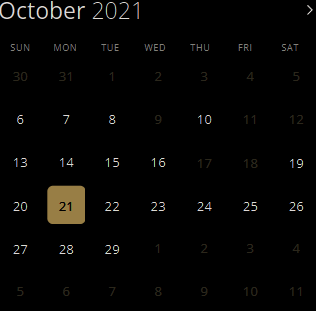 October 2021
SUN MON TUE WED THU FRI SAT
30 31 1 2 3 4 5
6 7 8 9 10 11 12
13 14 15 16 17 18 19
20 21 22 23 24 25 26
27 28 29 1 2 3 4
5 6 7 8 9 10 11